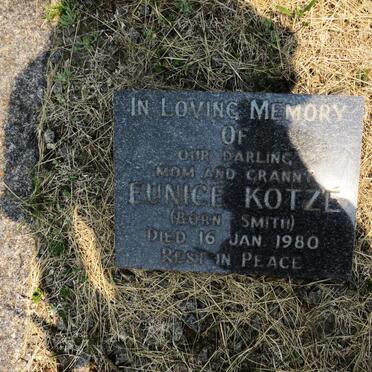 In Loving Memory
Of
Our Darling
Mom and Granny
Eunice Kotzé
(Born Smith)
Died 16 Jan 1980
Rest in Peace